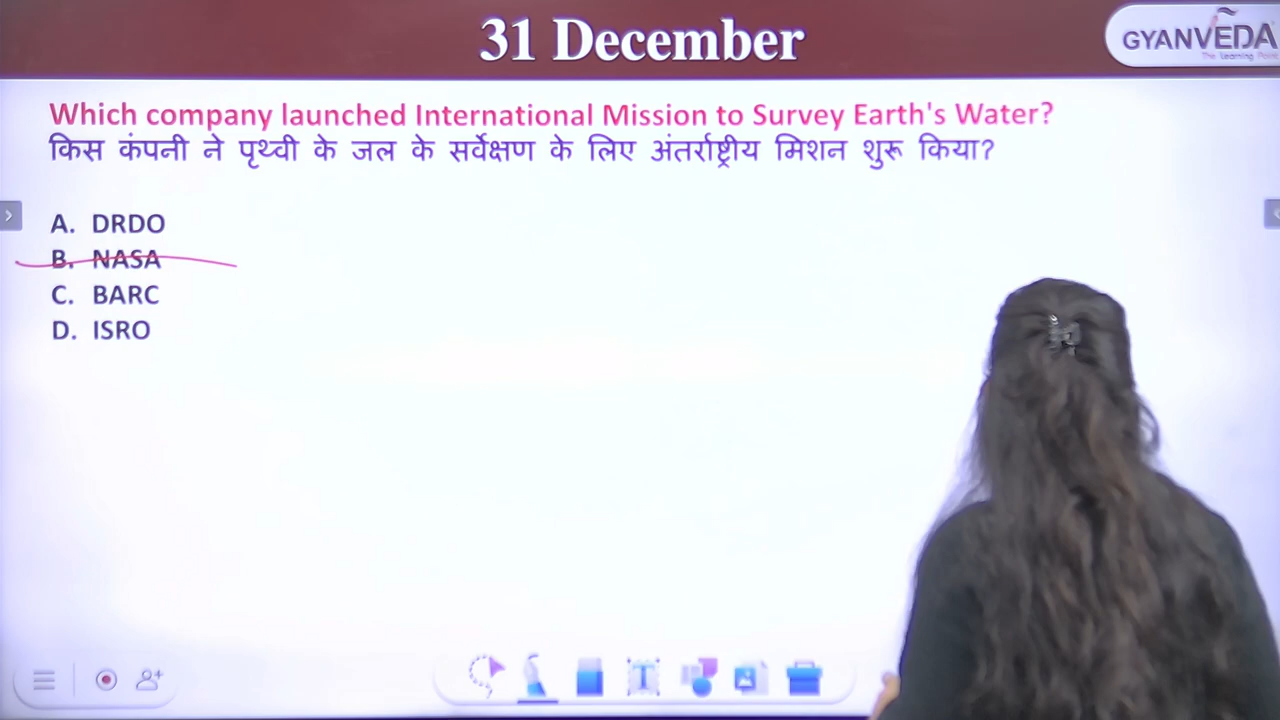 31 December
GYANVEDA
The Learning Point
Which company launched International Mission to Survey Earth's Water?
किस कंपनी ने पृथ्वी के जल के सर्वेक्षण के लिए अंतर्राष्ट्रीय मिशन शुरू किया?
A. DRDO
B. NASA
C. BARC
D. ISRO